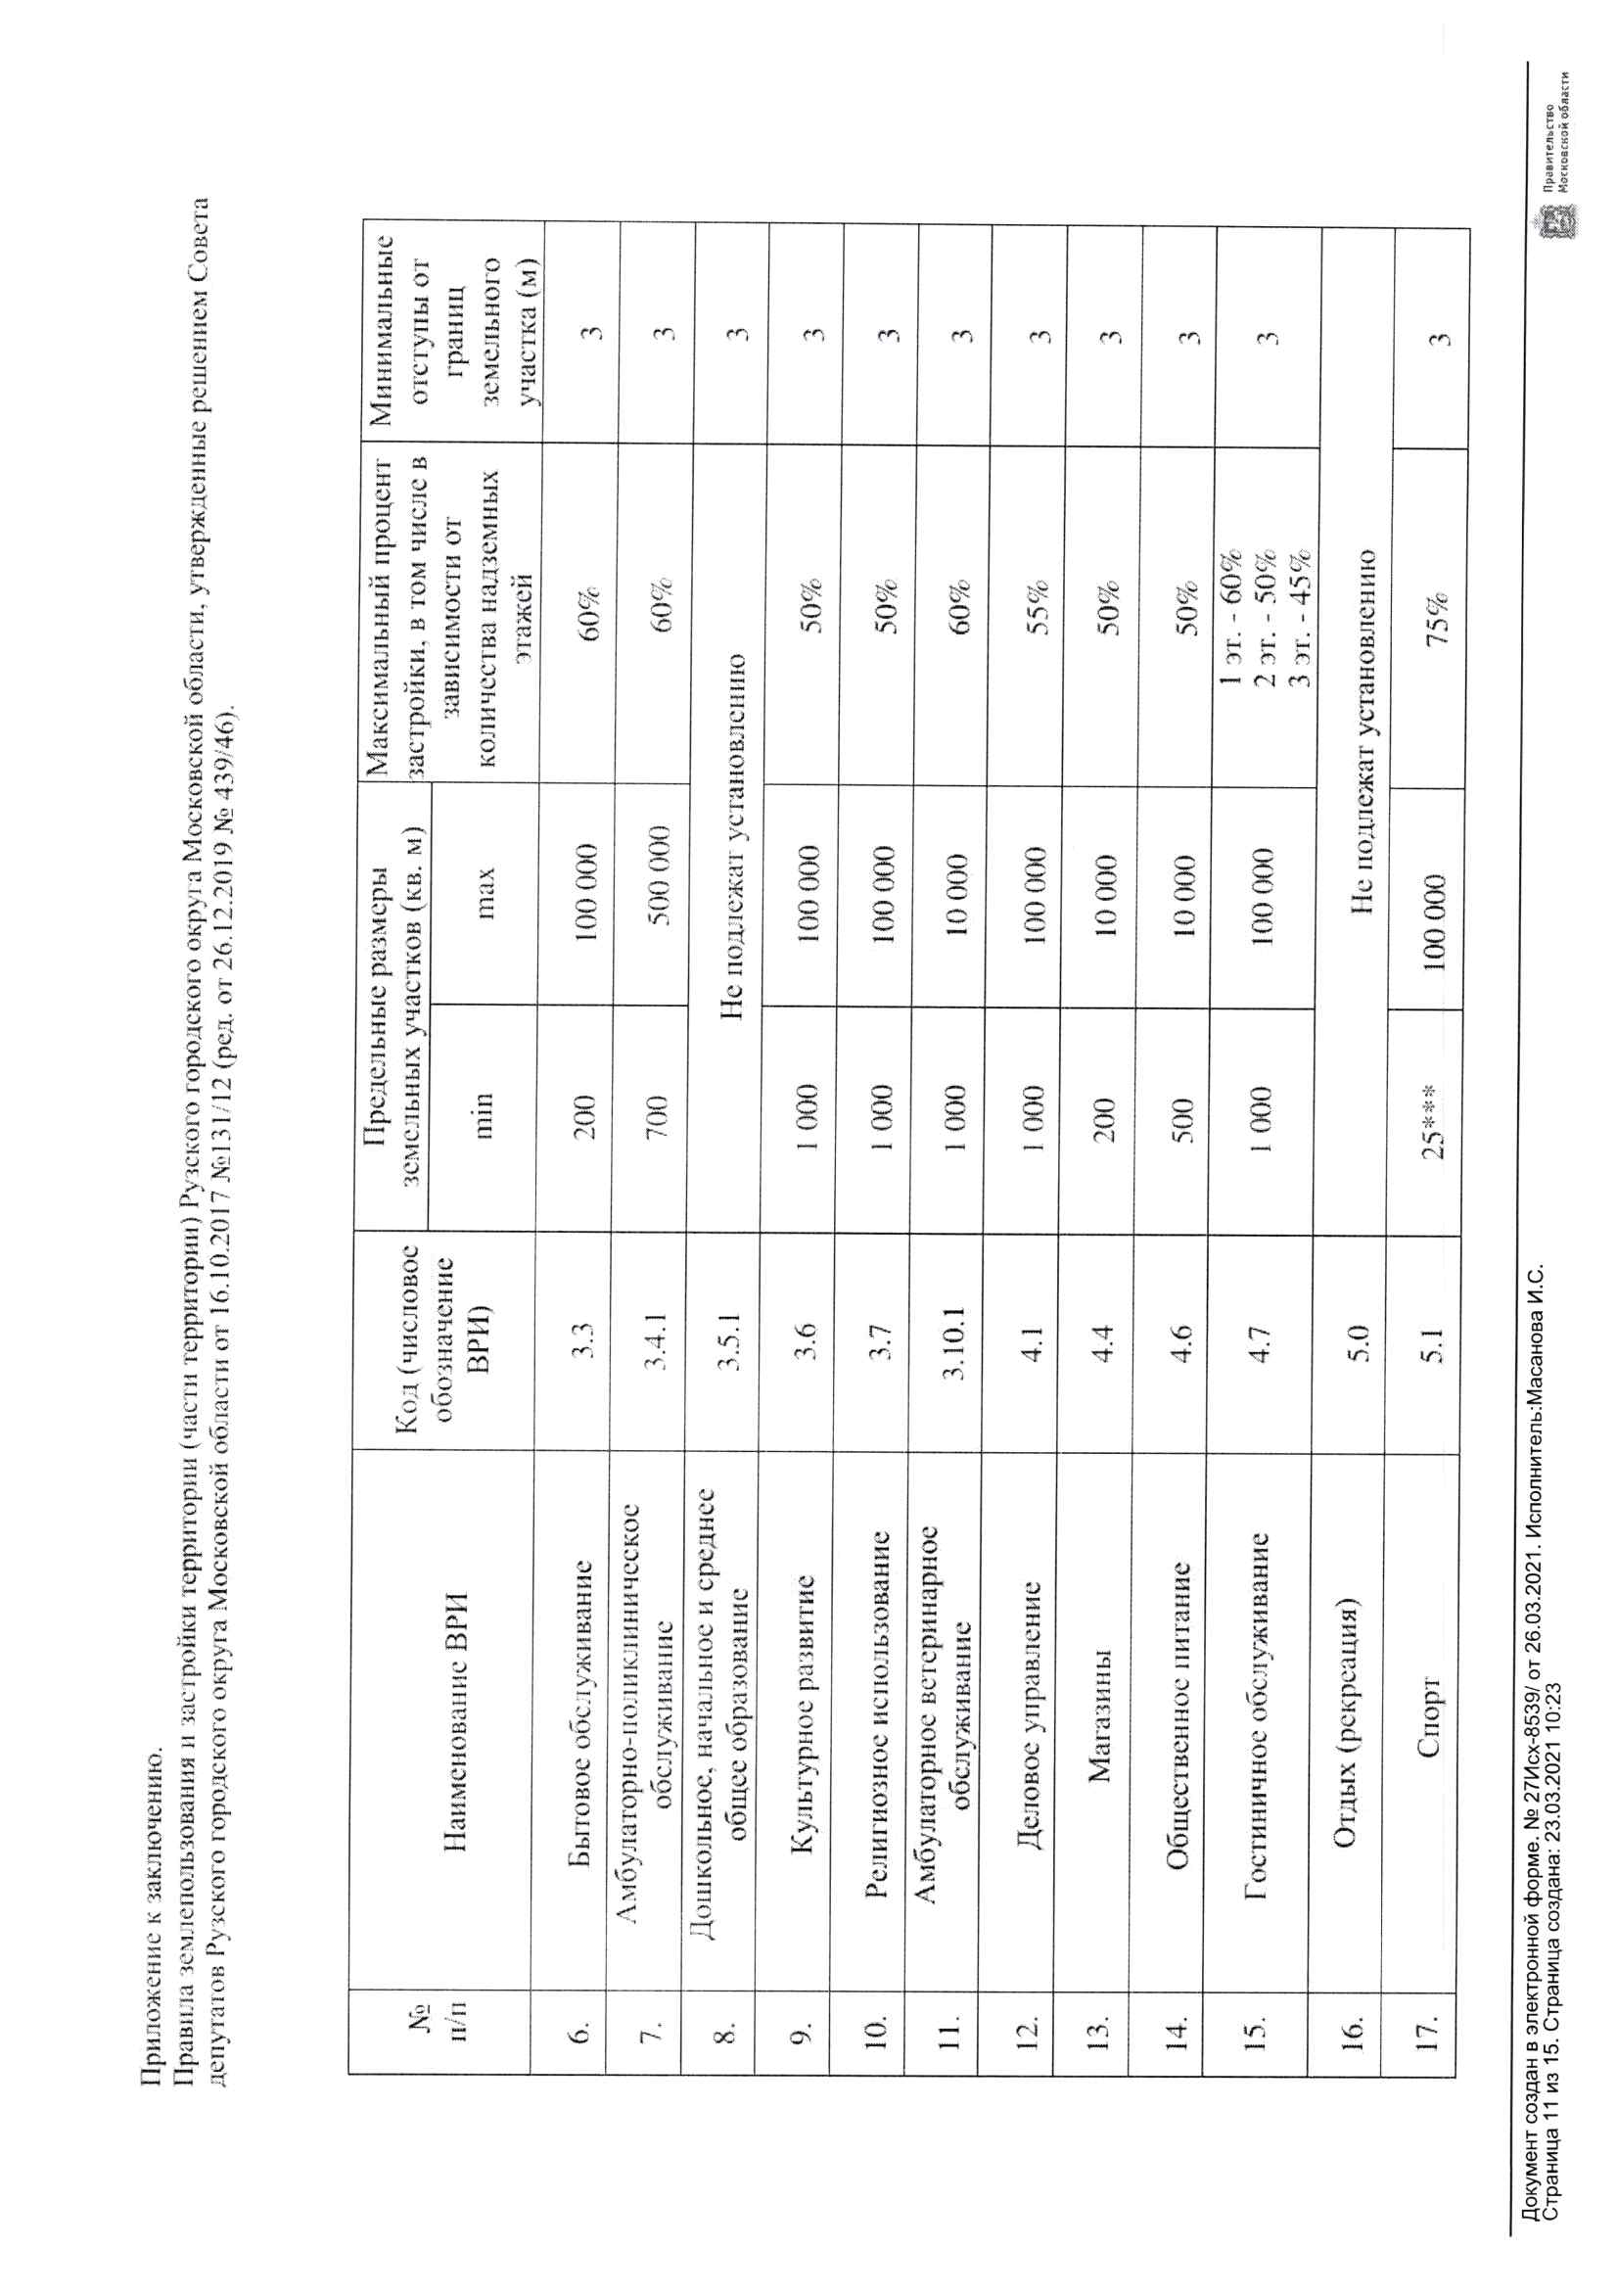 Приложение к заключению.
Правила землепользования и застройки территории (части территории) Рузского городского округа Московской области, утвержденные решением Совета
депутатов Рузского городского округа Московской области от 16.10.2017 №131/12 (ред. от 26.12.2019 № 439/46).
№
п/п
Наименование ВРИ
Код (числовое
обозначение
ВРИ)
Предельные размеры
земельных участков (кв. м)
min
max
Максимальный процент
застройки, в том числе в
зависимости от
количества надземных
этажей
Минимальные
отступы от
границ
земельного
участка (м)
6. Бытовое обслуживание 3.3 200 100 000 60% 3
7. Амбулаторно-поликлиническое
обслуживание 3.4.1 700 500 000 60% 3
8. Дошкольное, начальное и среднее
общее образование 3.5.1 Не подлежат установлению 3
9. Культурное развитие 3.6 1 000 100 000 50% 3
10. Религиозное использование 3.7 1 000 100 000 50% 3
11. Амбулаторное ветеринарное
обслуживание 3.10.1 1 000 10 000 60% 3
12. Деловое управление 4.1 1 000 100 000 55% 3
13. Магазины 4.4 200 10 000 50% 3
14. Общественное питание 4.6 500 10 000 50% 3
15. Гостиничное обслуживание 4.7 1 000 100 000 1 эт. - 60%
2 эт. - 50%
3 эт. - 45%
3
16. Отдых (рекреация) 5.0 Не подлежат установлению
17. Спорт 5.1 25*** 100 000 75% 3
Документ создан в электронной форме. № 27Исх-8539/ от 26.03.2021. Исполнитель:Масанова И.С.
Страница 11 из 15. Страница создана: 23.03.2021 10:23
Правительство
Московской области